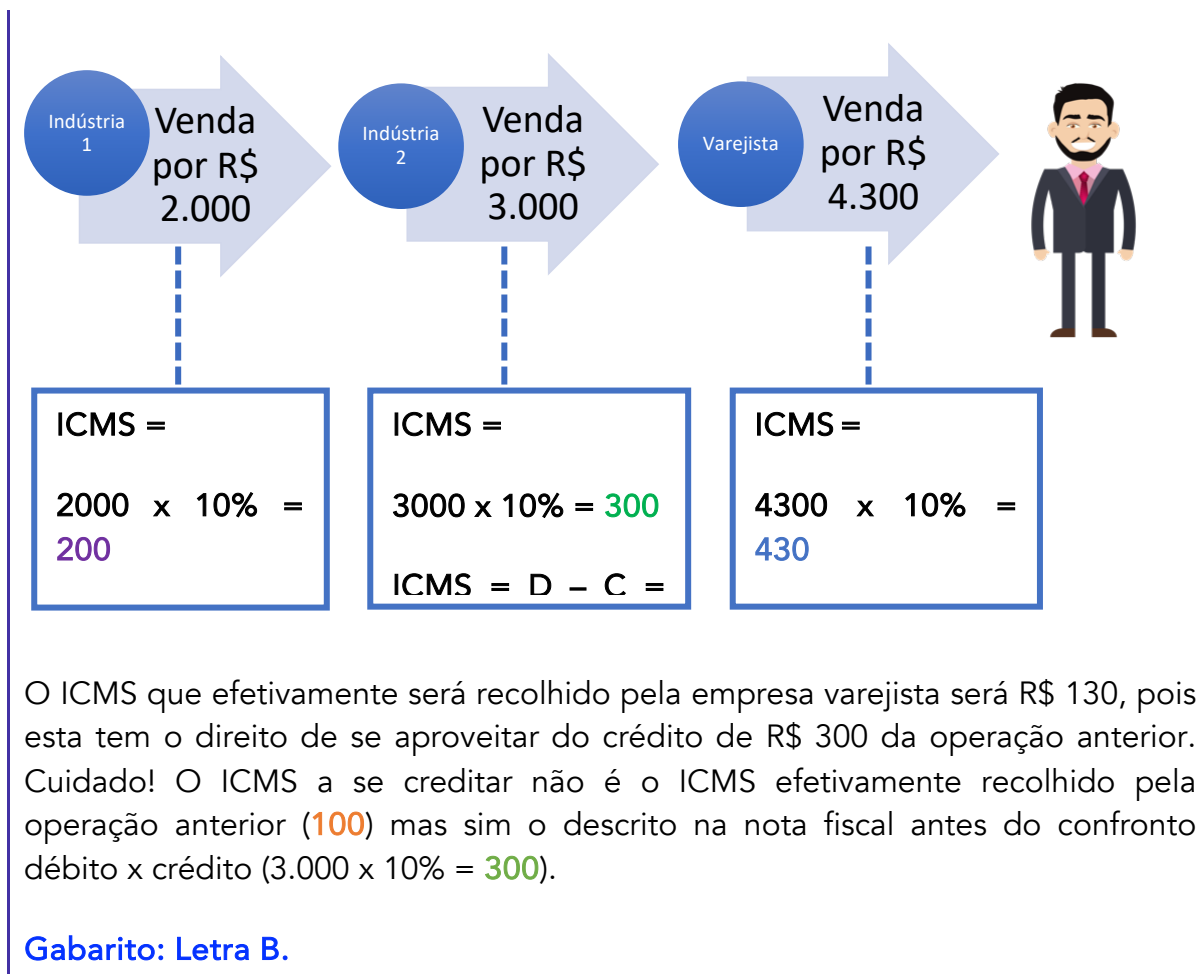 Indústria
1
Venda
por R$
2.000
Indústria
2
Venda
por R$
3.000
Varejista
Venda
por R$
4.300
ICMS =
2000 x 10% =
200
ICMS =
3000 x 10% = 300
ICMS = D – C =
ICMS =
4300 x 10% =
430
O ICMS que efetivamente será recolhido pela empresa varejista será R$ 130, pois
esta tem o direito de se aproveitar do crédito de R$ 300 da operação anterior.
Cuidado! O ICMS a se creditar não é o ICMS efetivamente recolhido pela
operação anterior (100) mas sim o descrito na nota fiscal antes do confronto
débito x crédito (3.000 x 10% = 300).
Gabarito: Letra B.